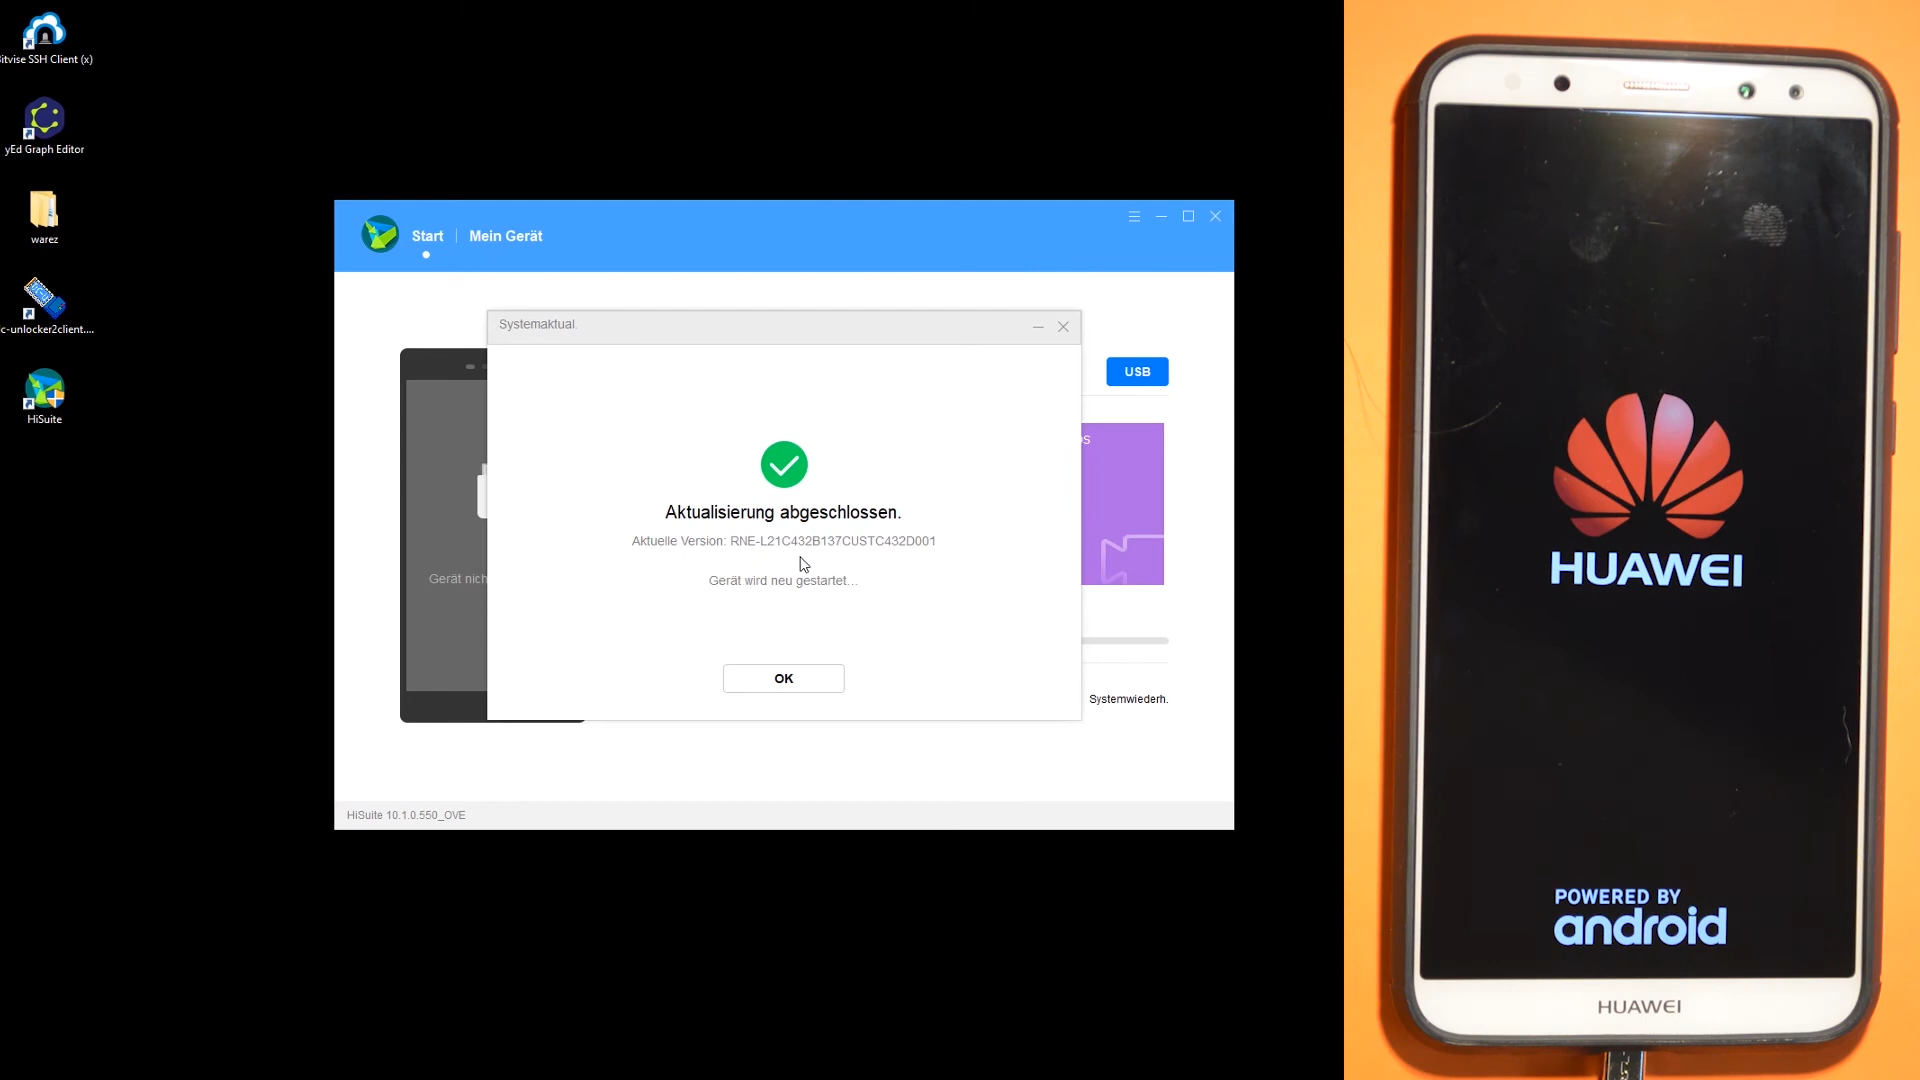 itvise SSH Client (x)
yEd Graph Editor
warez
c-unlocker2client....
HiSuite
Start
Mein Gerät
Systemaktual.
USB
os
Aktualisierung abgeschlossen.
Aktuelle Version: RNE-L21C432B137CUSTC432D001
Gerät wird neu gestartet...
Gerät nich
OK
Systemwiederh.
HiSuite 10.1.0.550_OVE
HUAWEI
POWERED BY
android
HUAWEI